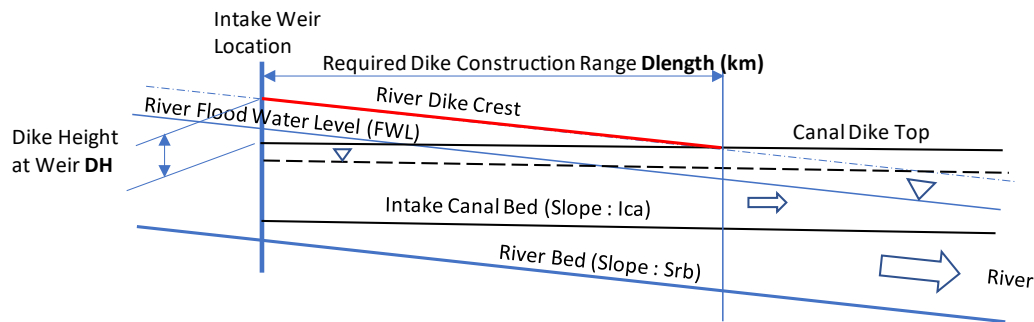 Intake Weir
Location
Required Dike Construction Range Dlength (km)
River Dike Crest
River Flood Water Level (FWL)
Canal Dike Top
Dike Height
at Weir DH
Intake Canal Bed (Slope : Ica)
River Bed (Slope : Srb)
River